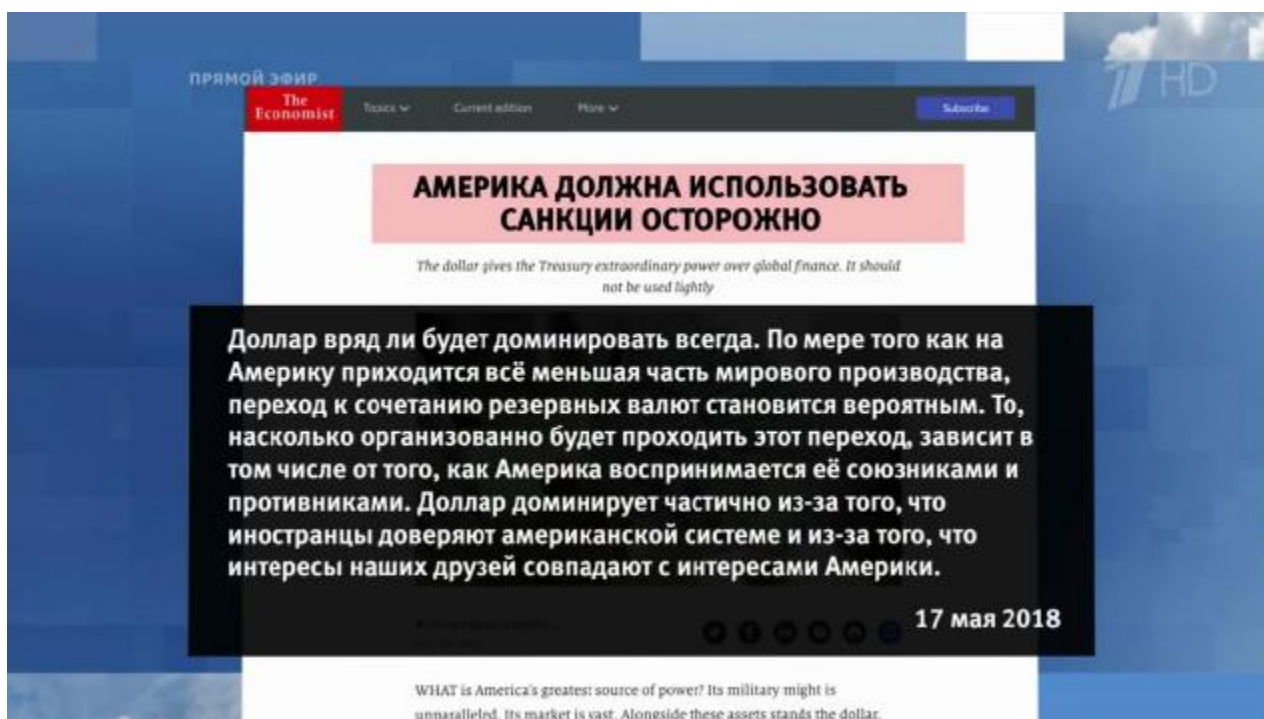 ПРЯМОЙ ЭФИР
1 HD
The
Economist
Topics
Current edition
More
Subscribe
АМЕРИКА ДОЛЖНА ИСПОЛЬЗОВАТЬ
САНКЦИИ ОСТОРОЖНО
The dollar gives the Treasury extraordinary power over global finance. It should
not be used lightly
Доллар вряд ли будет доминировать всегда. По мере того как на
Америку приходится всё меньшая часть мирового производства,
переход к сочетанию резервных валют становится вероятным. То,
насколько организованно будет проходить этот переход, зависит в
том числе от того, как Америка воспринимается её союзниками и
противниками. Доллар доминирует частично из-за того, что
иностранцы доверяют американской системе и из-за того, что
интересы наших друзей совпадают с интересами Америки.
17 мая 2018
WHAT is America's greatest source of power? Its military might is
unparalleled. Its market is vast. Alongside these assets stands the dollar.